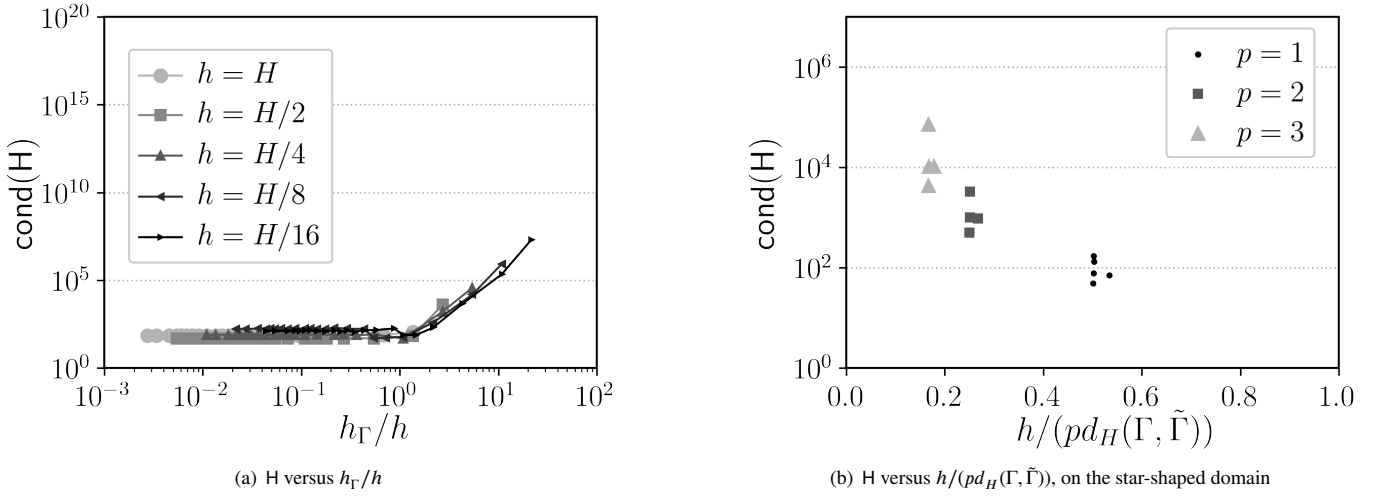 10^20
10^15
10^10
10^5
10^0
cond(H)
h = H
h = H/2
h = H/4
h = H/8
h = H/16
10^−3 10^−2 10^−1 10^0 10^1 10^2
h_Γ/h
(a) H versus h_Γ/h
10^6
10^4
10^2
10^0
cond(H)
p = 1
p = 2
p = 3
0.0 0.2 0.4 0.6 0.8 1.0
h/(pd_H(Γ, Γ̃))
(b) H versus h/(pd_H(Γ, Γ̃)), on the star-shaped domain